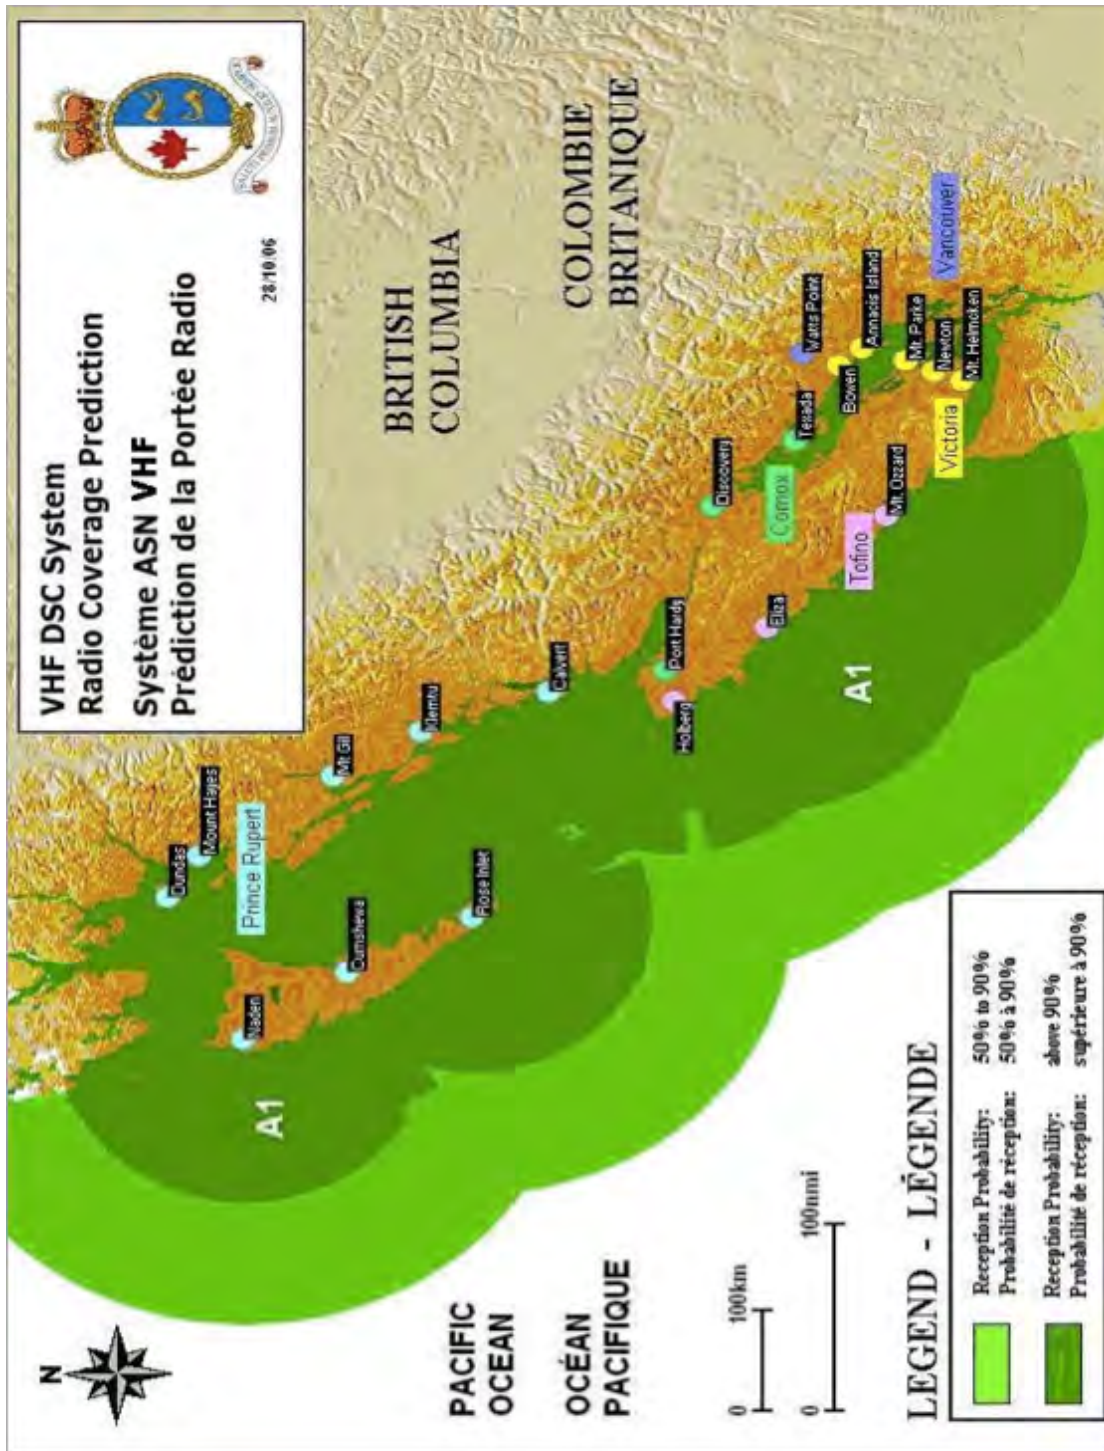 VHF DSC System
Radio Coverage Prediction
Système ASN VHF
Prédiction de la Portée Radio
28/10/06
N
BRITISH
COLUMBIA
COLOMBIE
BRITANIQUE
Dundas
Mount Hayes
Prince Rupert
Naden
Cumshewa
Mt Gil
Klemtu
Rose Inlet
Calvert
A1
Port Hardy
Holberg
Discovery
Eliza
Comox
Texada
Watts Point
Bowen
Annacis Island
Tofino
Mt. Ozzard
Mt. Parke
Newton
Mt. Helmcken
Victoria
Vancouver
A1
PACIFIC
OCEAN
OCÉAN
PACIFIQUE
0 100km
0 100nmi
LEGEND - LÉGENDE
Reception Probability: 50% to 90%
Probabilité de réception: 50% à 90%
Reception Probability: above 90%
Probabilité de réception: supérieure à 90%